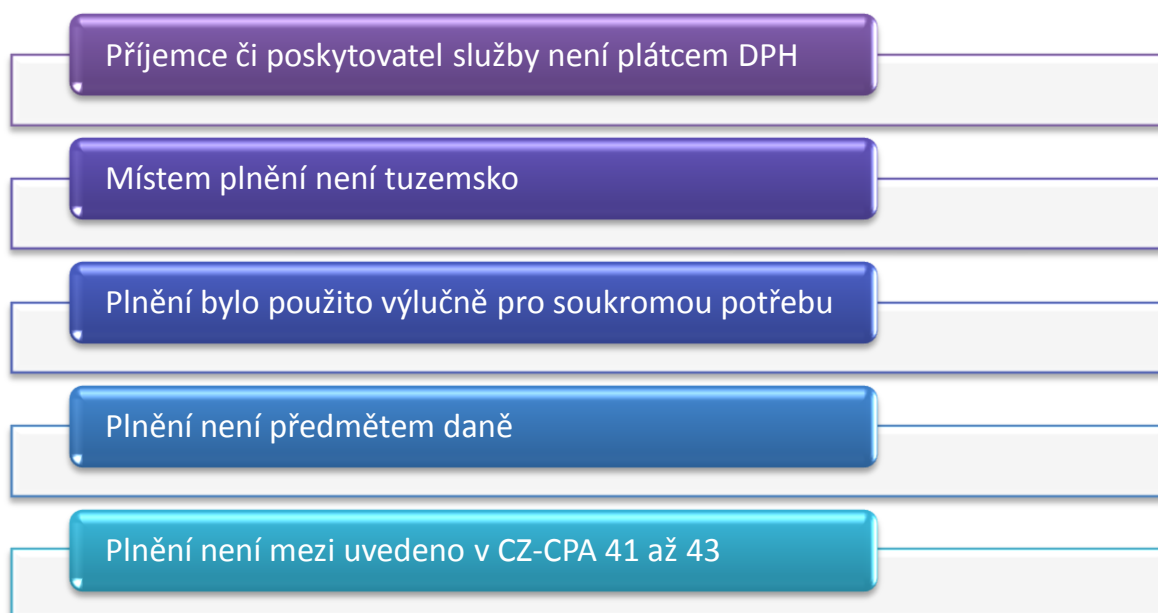 Příjemce či poskytovatel služby není plátcem DPH
Místem plnění není tuzemsko
Plnění bylo použito výlučně pro soukromou potřebu
Plnění není předmětem daně
Plnění není mezi uvedeno v CZ-CPA 41 až 43